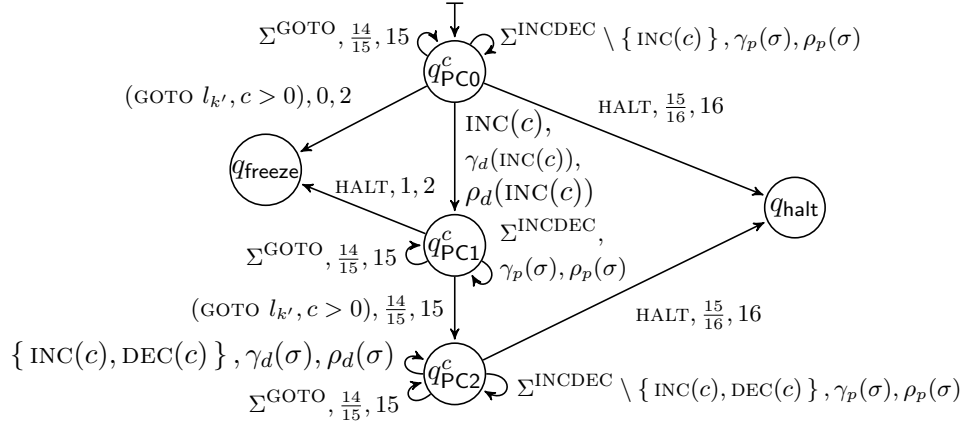 Σ^GOTO, 14/15, 15
Σ^INCDEC \ { INC(c) }, γ_p(σ), ρ_p(σ)
q^c_PC0
(GOTO l_k′, c > 0), 0, 2
HALT, 15/16, 16
INC(c),
γ_d(INC(c)),
ρ_d(INC(c))
q_freeze
HALT, 1, 2
q_halt
q^c_PC1
Σ^GOTO, 14/15, 15
Σ^INCDEC,
γ_p(σ), ρ_p(σ)
(GOTO l_k′, c > 0), 14/15, 15
HALT, 15/16, 16
{ INC(c), DEC(c) }, γ_d(σ), ρ_d(σ)
q^c_PC2
Σ^GOTO, 14/15, 15
Σ^INCDEC \ { INC(c), DEC(c) }, γ_p(σ), ρ_p(σ)